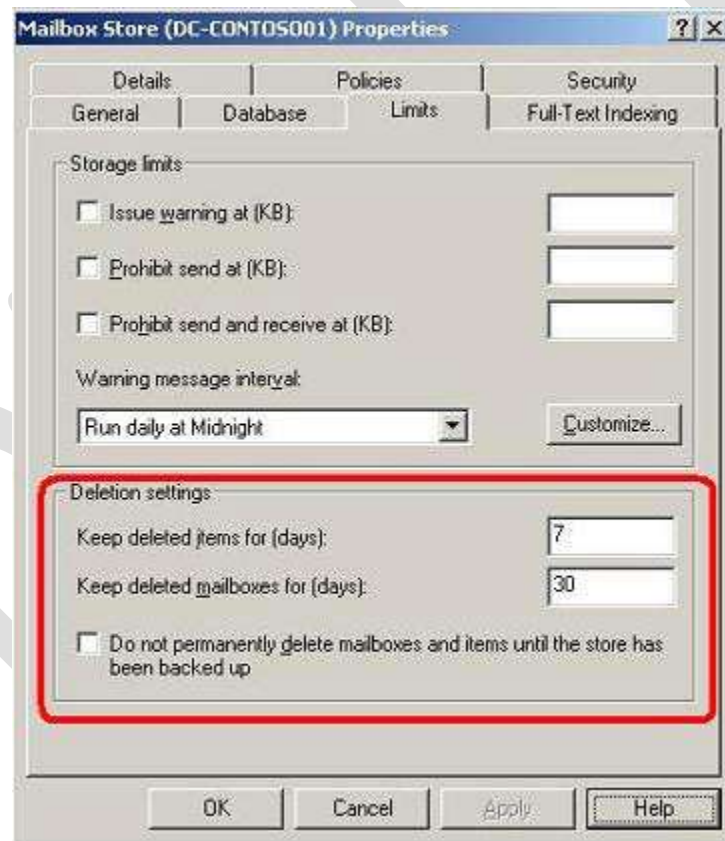 Mailbox Store (DC-CONTOSO01) Properties
? X
Details Policies Security
General Database Limits Full-Text Indexing
Storage limits
Issue warning at (KB):
Prohibit send at (KB):
Prohibit send and receive at (KB):
Warning message interval:
Run daily at Midnight Customize...
Deletion settings
Keep deleted items for (days): 7
Keep deleted mailboxes for (days): 30
Do not permanently delete mailboxes and items until the store has
been backed up
OK Cancel Apply Help